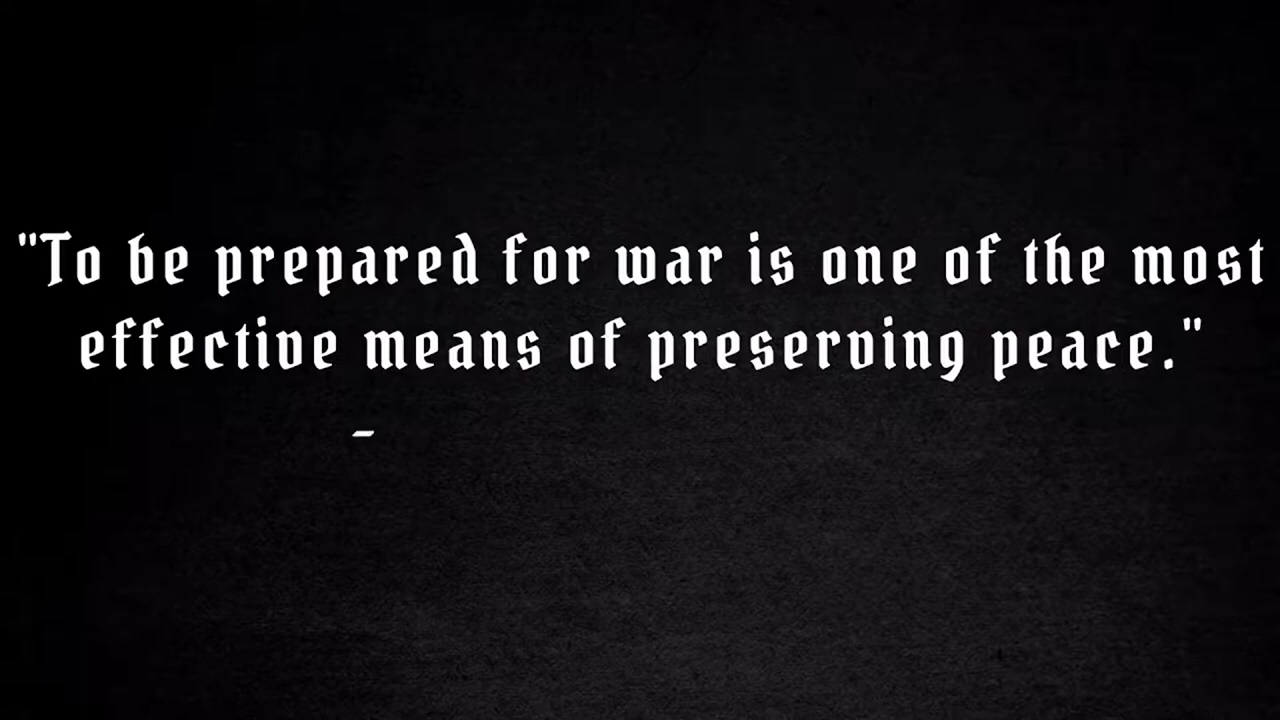 "To be prepared for war is one of the most
effective means of preserving peace."
-